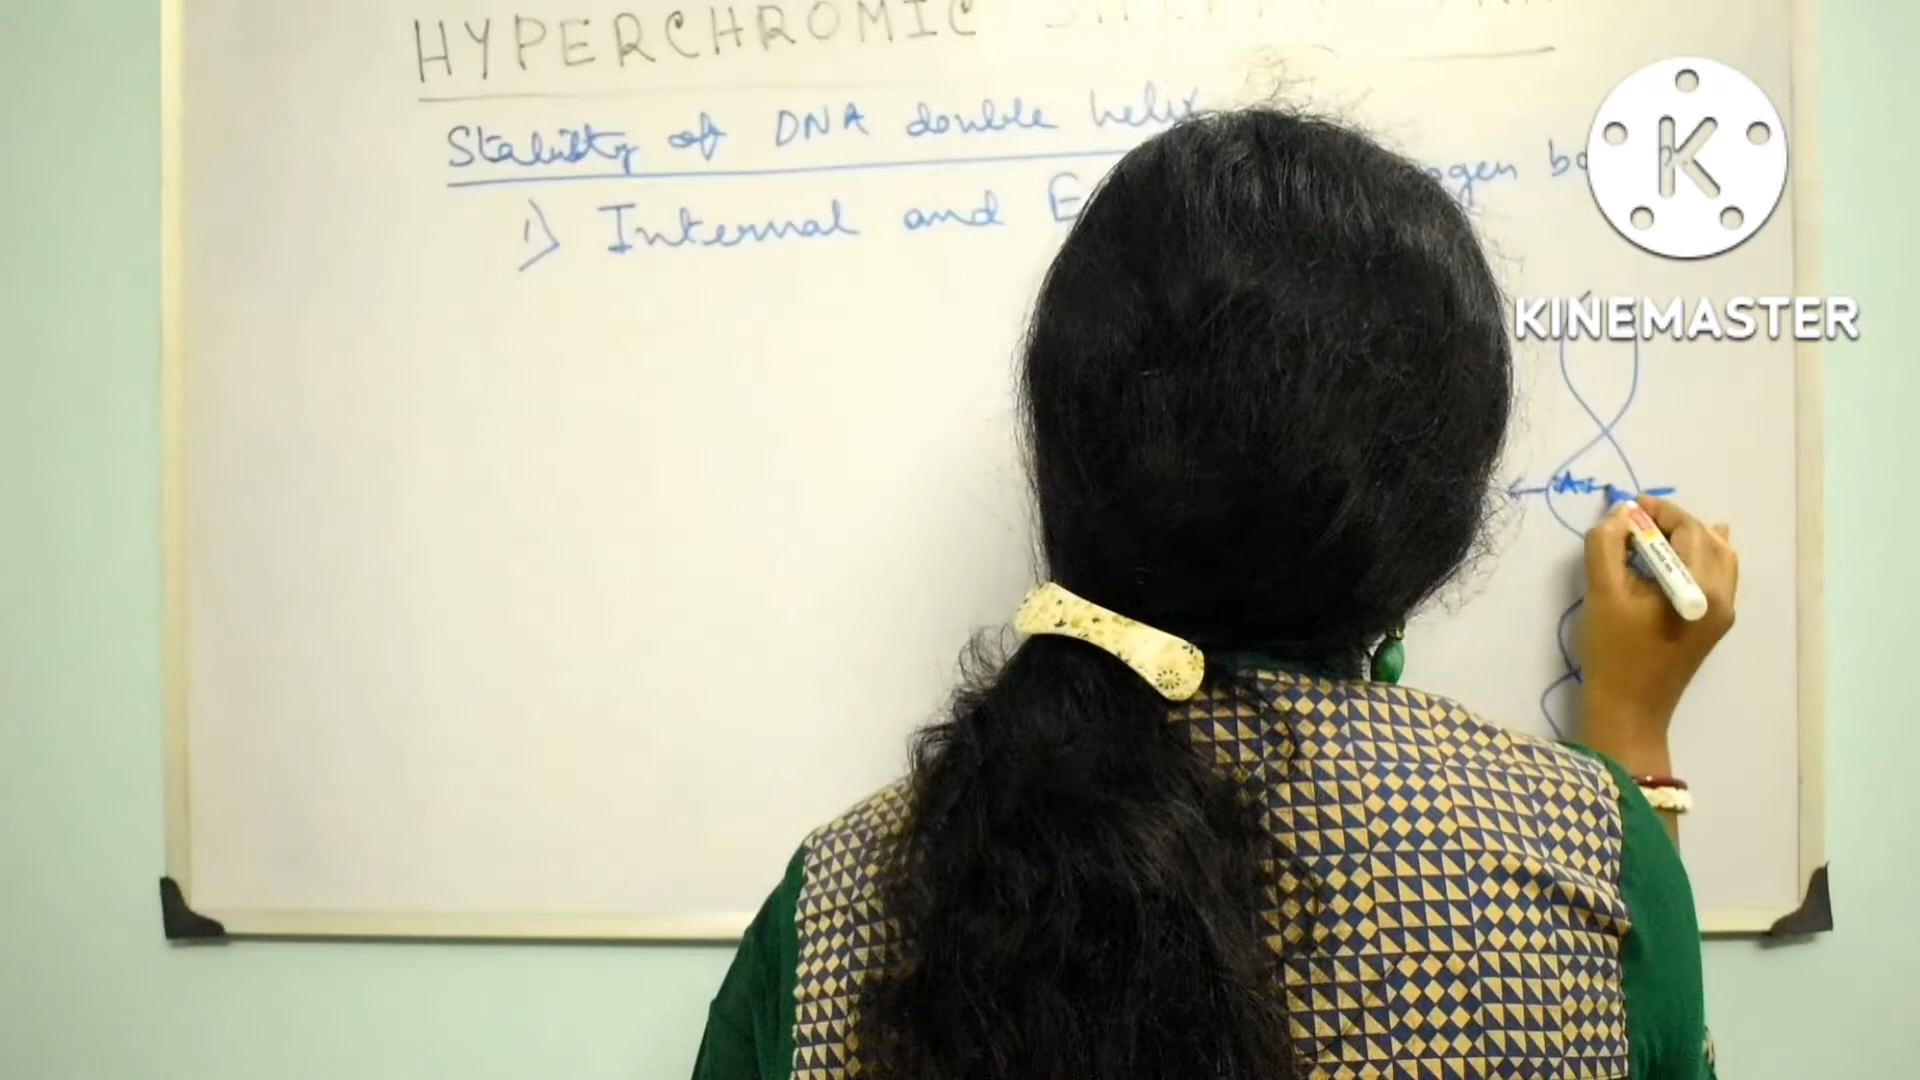 HYPERCHROMIC
Stability of DNA double helix
1) Internal and
K
KINEMASTER
A